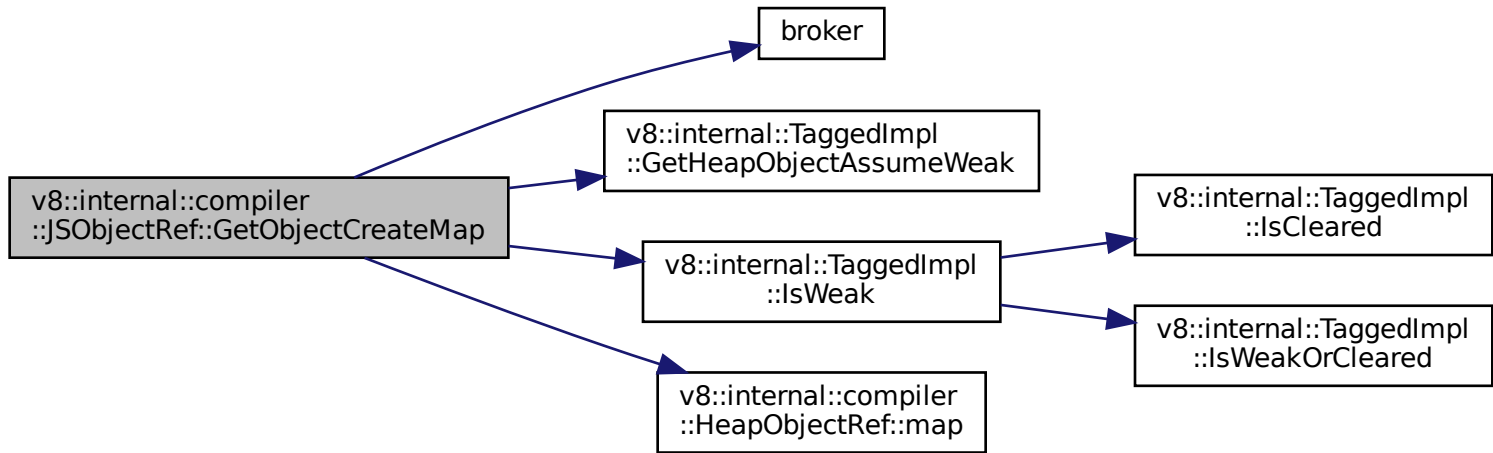 broker
v8::internal::TaggedImpl
::GetHeapObjectAssumeWeak
v8::internal::compiler
::JSObjectRef::GetObjectCreateMap
v8::internal::TaggedImpl
::IsCleared
v8::internal::TaggedImpl
::IsWeak
v8::internal::TaggedImpl
::IsWeakOrCleared
v8::internal::compiler
::HeapObjectRef::map